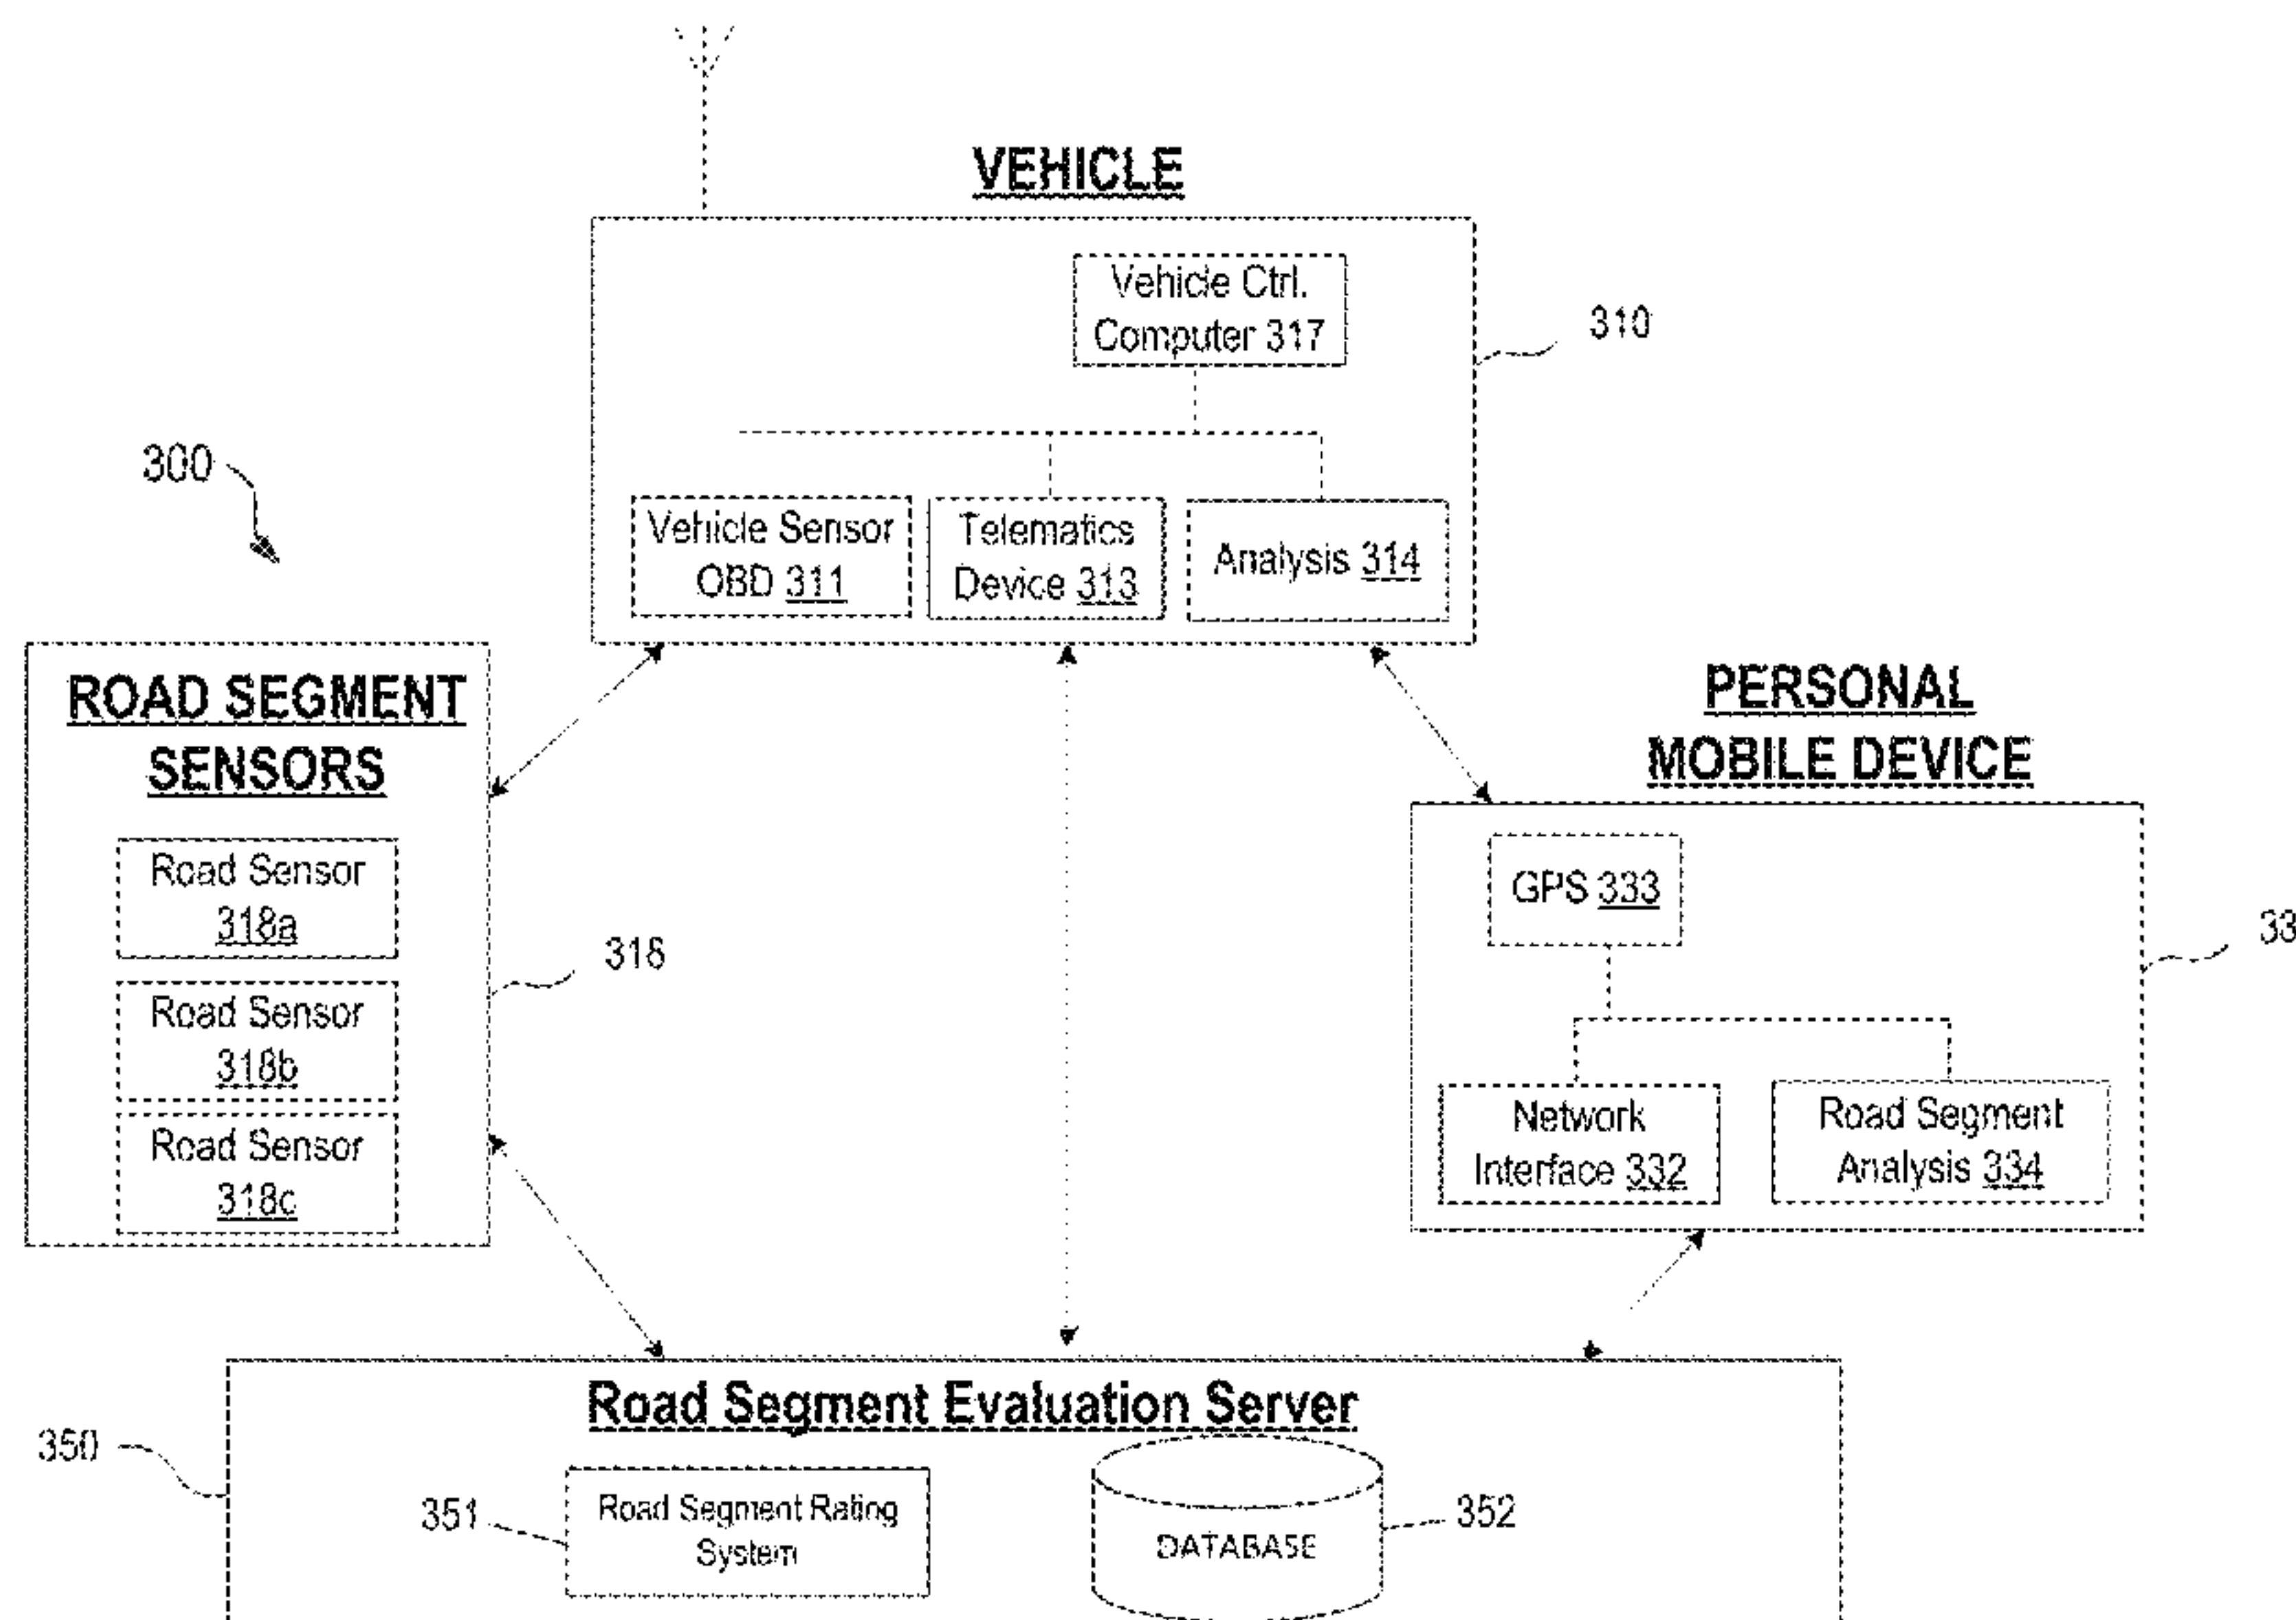 VEHICLE
Vehicle Ctrl.
Computer 317
310
300
Vehicle Sensor
OBD 311
Telematics
Device 313
Analysis 314
ROAD SEGMENT
SENSORS
Road Sensor
318a
Road Sensor
318b
Road Sensor
318c
318
PERSONAL
MOBILE DEVICE
GPS 333
33
Network
Interface 332
Road Segment
Analysis 334
Road Segment Evaluation Server
350
351
Road Segment Rating
System
DATABASE
352